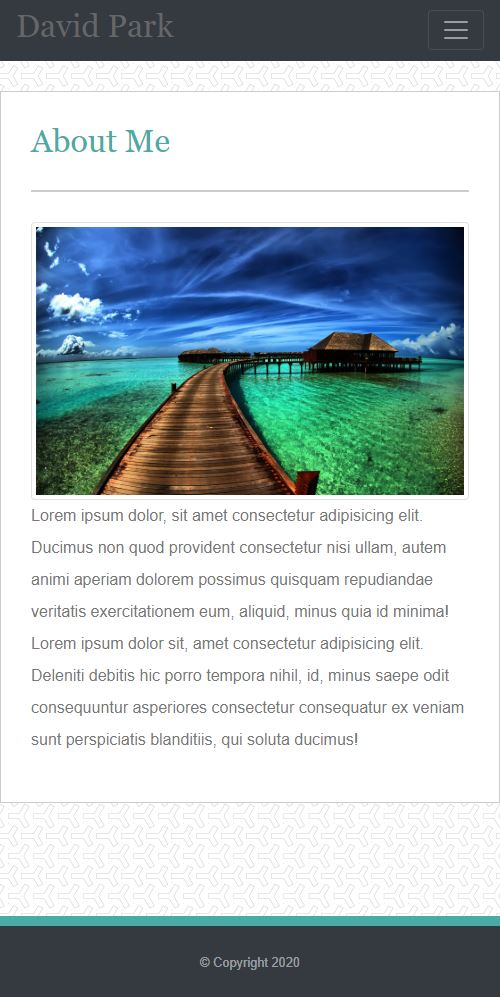 David Park
About Me
Lorem ipsum dolor, sit amet consectetur adipisicing elit.
Ducimus non quod provident consectetur nisi ullam, autem
animi aperiam dolorem possimus quisquam repudiandae
veritatis exercitationem eum, aliquid, minus quia id minima!
Lorem ipsum dolor sit, amet consectetur adipisicing elit.
Deleniti debitis hic porro tempora nihil, id, minus saepe odit
consequuntur asperiores consectetur consequatur ex veniam
sunt perspiciatis blanditiis, qui soluta ducimus!
© Copyright 2020